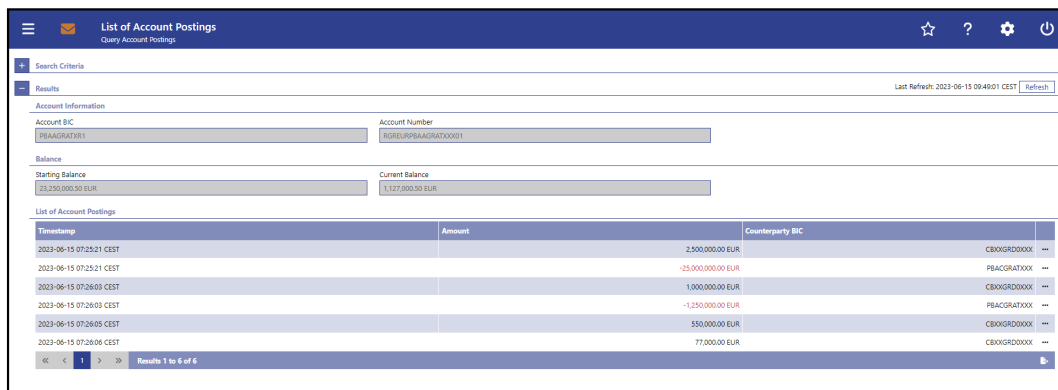 List of Account Postings
Query Account Postings
Search Criteria
Results
Last Refresh: 2023-06-15 09:49:01 CEST Refresh
Account Information
Account BIC Account Number
PBAAGRATXR1 RGREURPBAAGRATXXX01
Balance
Starting Balance Current Balance
23,250,000.50 EUR 1,127,000.50 EUR
List of Account Postings
Timestamp Amount Counterparty BIC
2023-06-15 07:25:21 CEST 2,500,000.00 EUR CBXXGRD0XXX
2023-06-15 07:25:21 CEST -25,000,000.00 EUR PBACGRATXXX
2023-06-15 07:26:03 CEST 1,000,000.00 EUR CBXXGRD0XXX
2023-06-15 07:26:03 CEST -1,250,000.00 EUR PBACGRATXXX
2023-06-15 07:26:05 CEST 550,000.00 EUR CBXXGRD0XXX
2023-06-15 07:26:06 CEST 77,000.00 EUR CBXXGRD0XXX
« < 1 > » Results 1 to 6 of 6